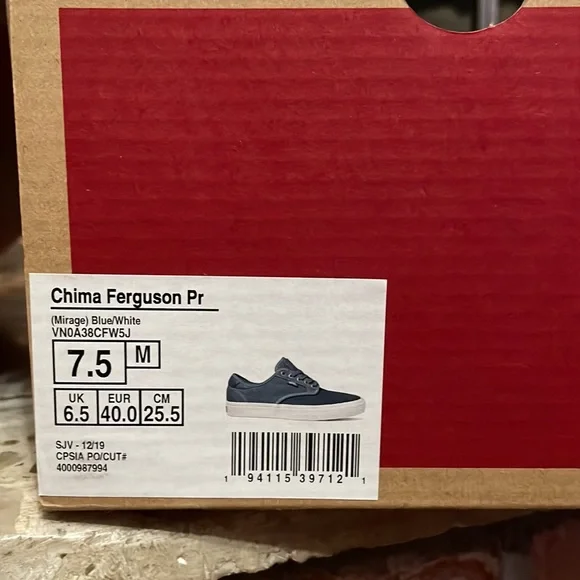 Chima Ferguson Pr
(Mirage) Blue/White
VN0A38CFW5J
7.5 M
UK EUR CM
6.5 40.0 25.5
SJV - 12/19
CPSIA PO/CUT#
4000987994
1 94115 39712 1